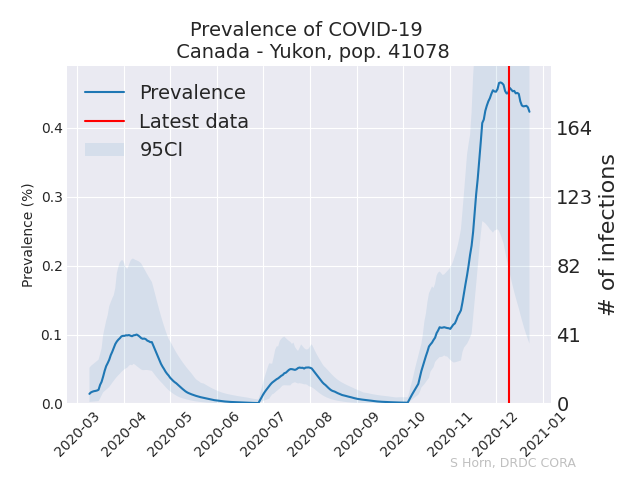 Prevalence of COVID-19
Canada - Yukon, pop. 41078
Prevalence
Latest data
95CI
Prevalence (%)
0.4
0.3
0.2
0.1
0.0
164
123
82
41
0
# of infections
2020-03
2020-04
2020-05
2020-06
2020-07
2020-08
2020-09
2020-10
2020-11
2020-12
2021-01
S Horn, DRDC CORA